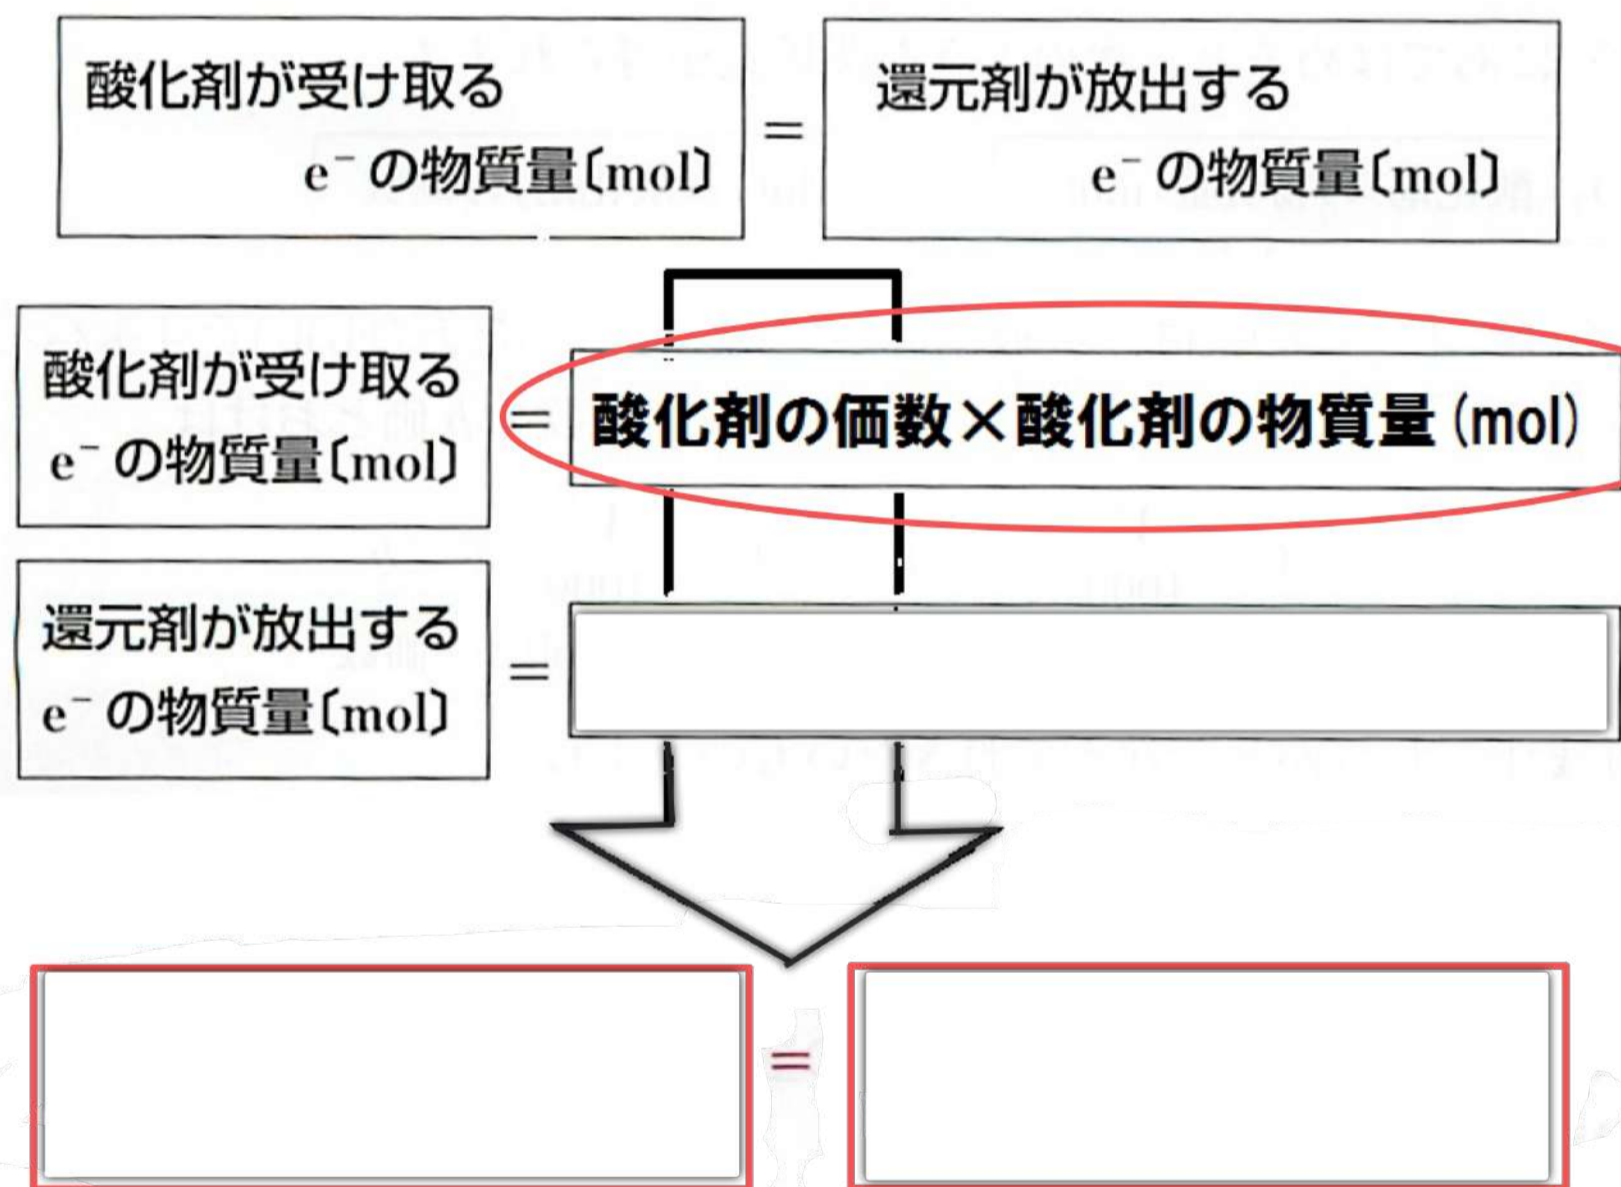 酸化剤が受け取る
e⁻ の物質量〔mol〕
=
還元剤が放出する
e⁻ の物質量〔mol〕
酸化剤が受け取る
e⁻ の物質量〔mol〕
=
酸化剤の価数×酸化剤の物質量(mol)
還元剤が放出する
e⁻ の物質量〔mol〕
=
=